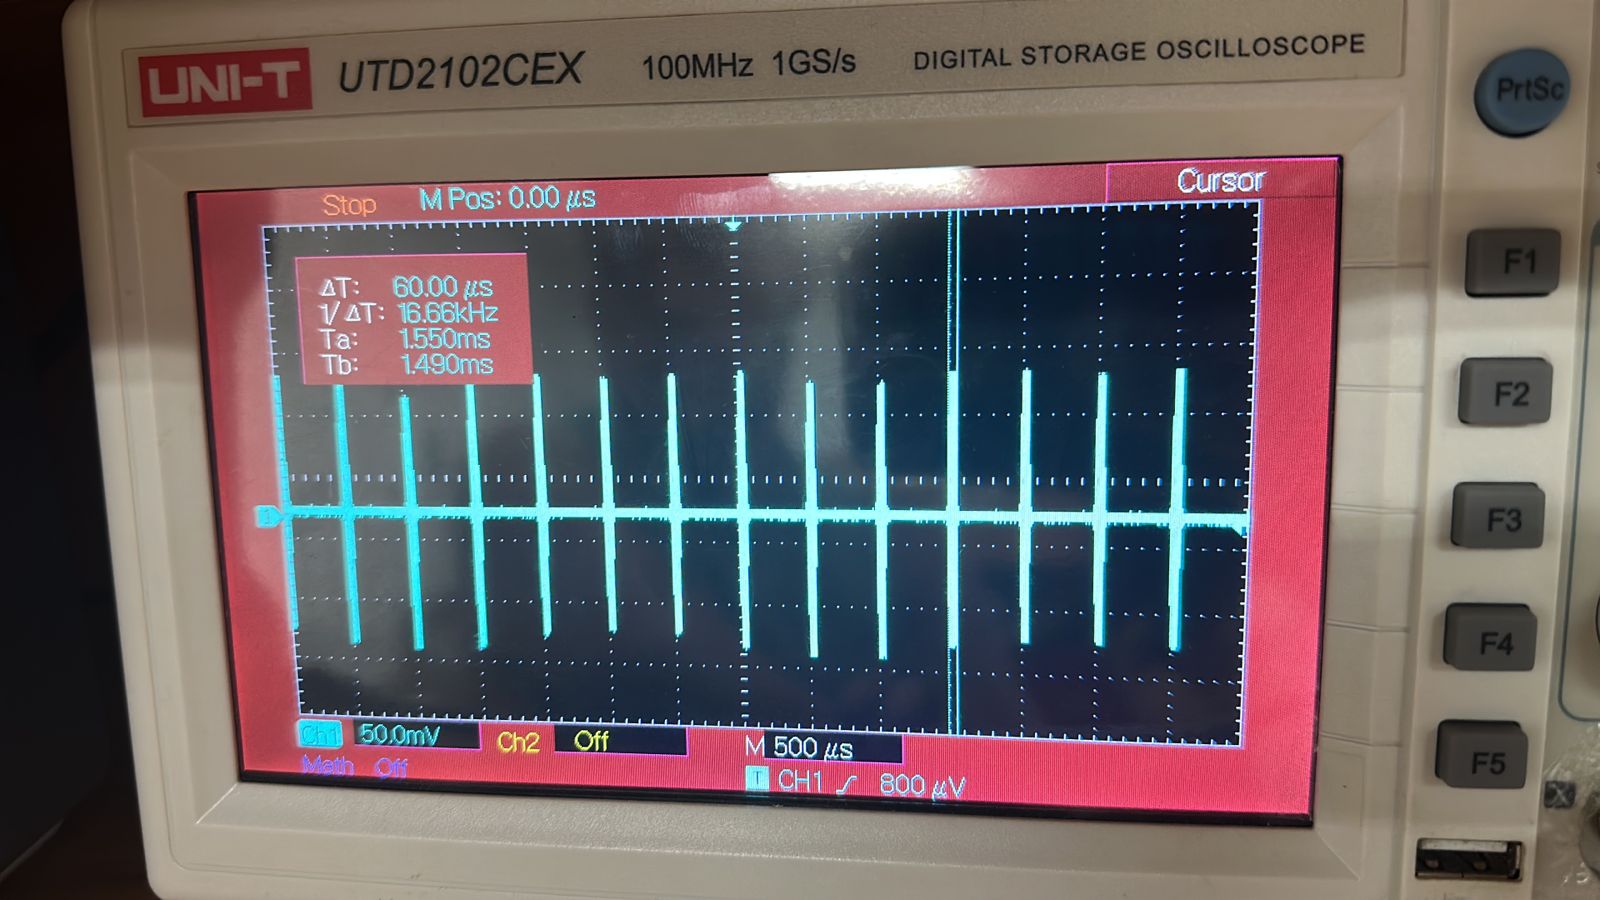 UNI-T UTD2102CEX 100MHz 1GS/s DIGITAL STORAGE OSCILLOSCOPE
PrtSc
Stop M Pos: 0.00 μs Cursor
ΔT: 60.00 μs
1/ΔT: 16.66kHz
Ta: 1.550ms
Tb: 1.490ms
F1
F2
F3
F4
F5
1
Ch1 50.0mV Ch2 Off M 500 μs
Math Off T CH1 800 μV